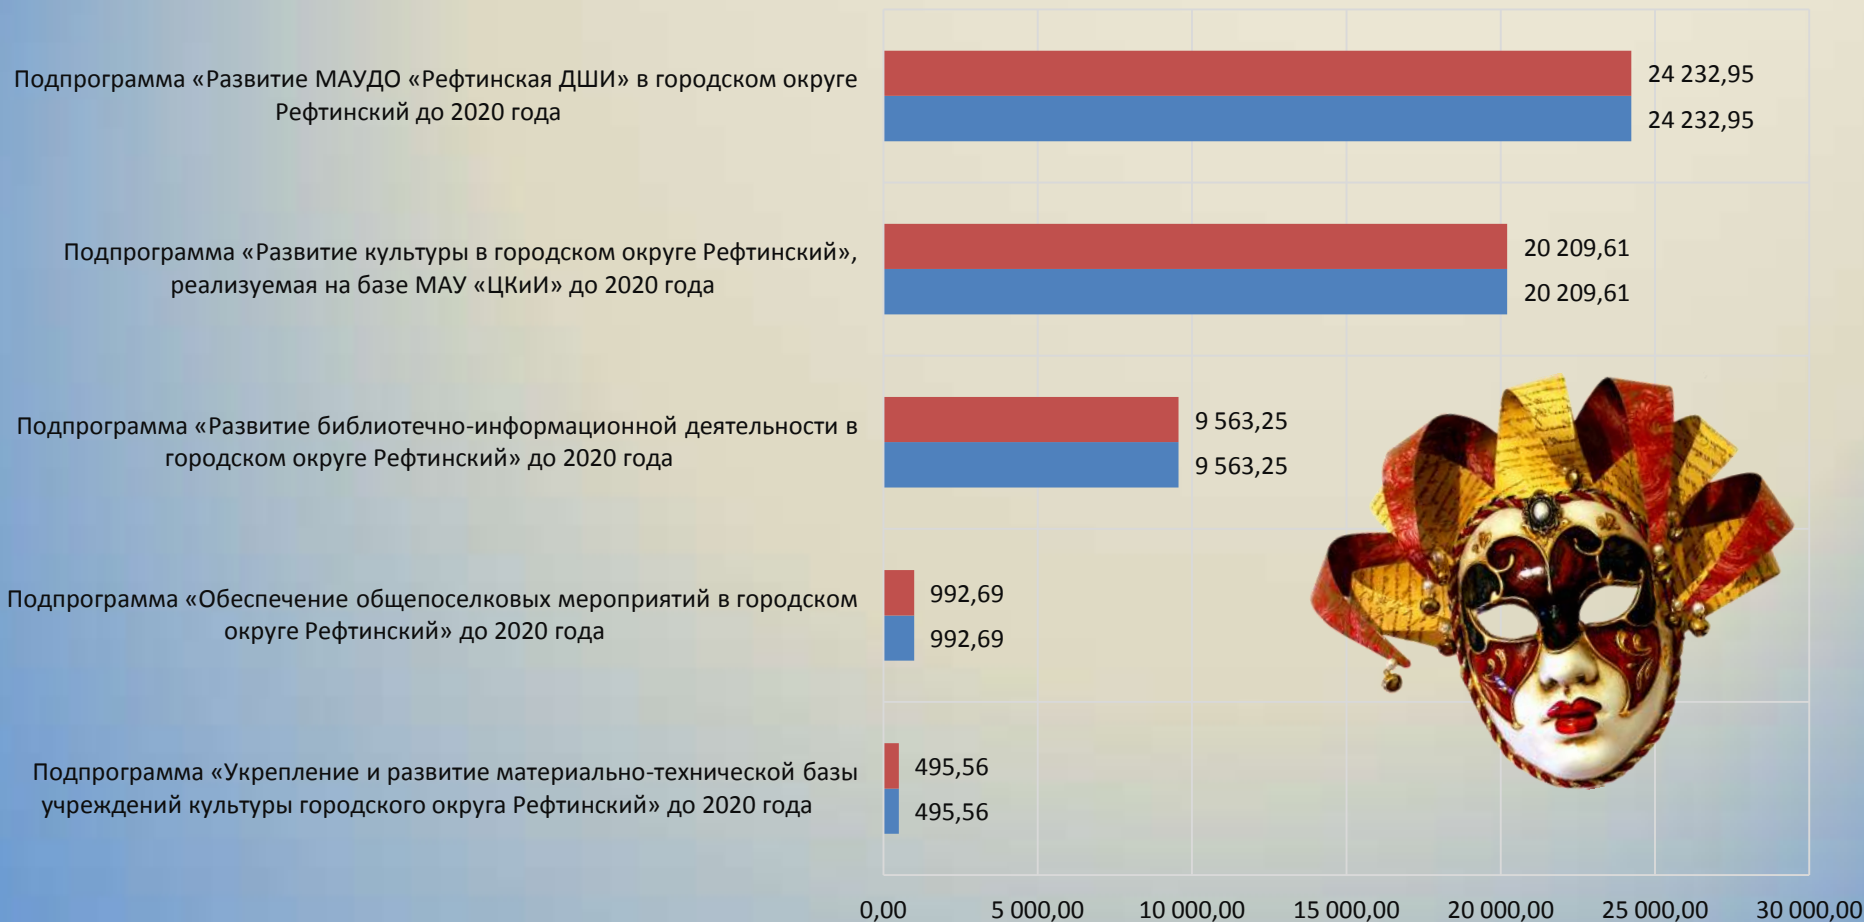 Подпрограмма «Развитие МАУДО «Рефтинская ДШИ» в городском округе
Рефтинский до 2020 года
24 232,95
24 232,95
Подпрограмма «Развитие культуры в городском округе Рефтинский»,
реализуемая на базе МАУ «ЦКиИ» до 2020 года
20 209,61
20 209,61
Подпрограмма «Развитие библиотечно-информационной деятельности в
городском округе Рефтинский» до 2020 года
9 563,25
9 563,25
Подпрограмма «Обеспечение общепоселковых мероприятий в городском
округе Рефтинский» до 2020 года
992,69
992,69
Подпрограмма «Укрепление и развитие материально-технической базы
учреждений культуры городского округа Рефтинский» до 2020 года
495,56
495,56
0,00 5 000,00 10 000,00 15 000,00 20 000,00 25 000,00 30 000,00